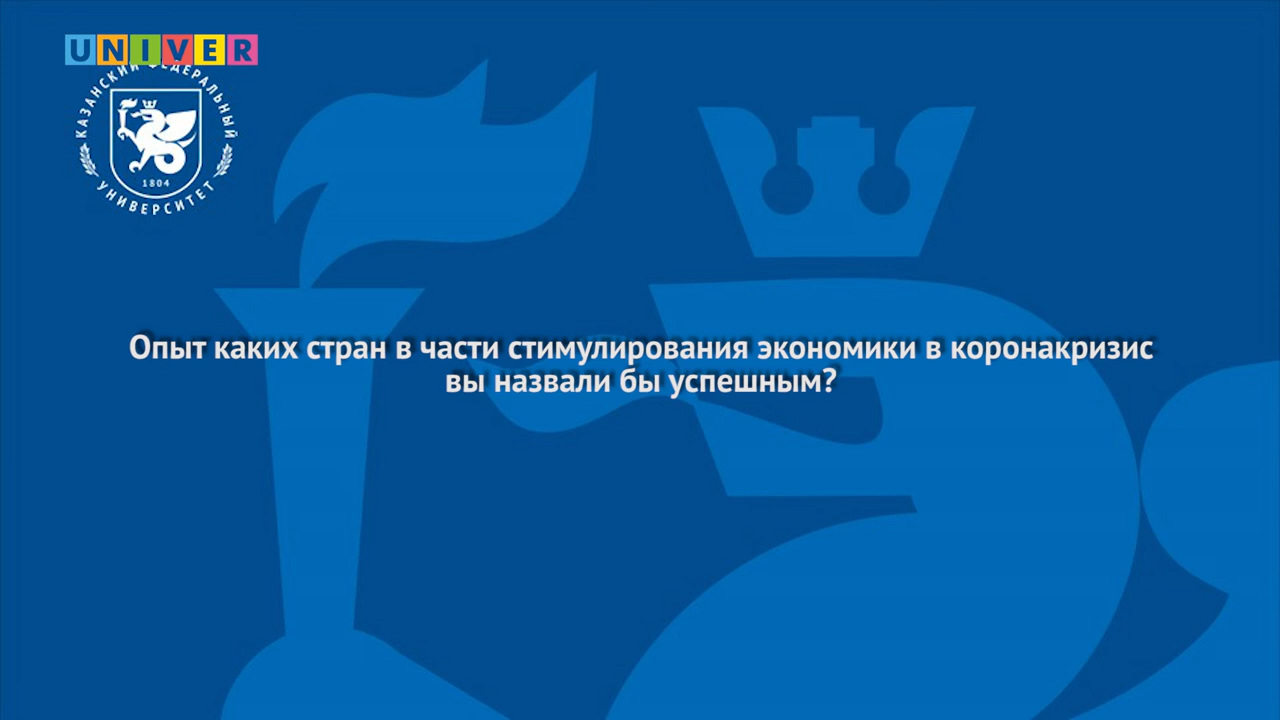 UNIVER
КАЗАНСКИЙ ФЕДЕРАЛЬНЫЙ
1804
УНИВЕРСИТЕТ
Опыт каких стран в части стимулирования экономики в коронакризис
вы назвали бы успешным?